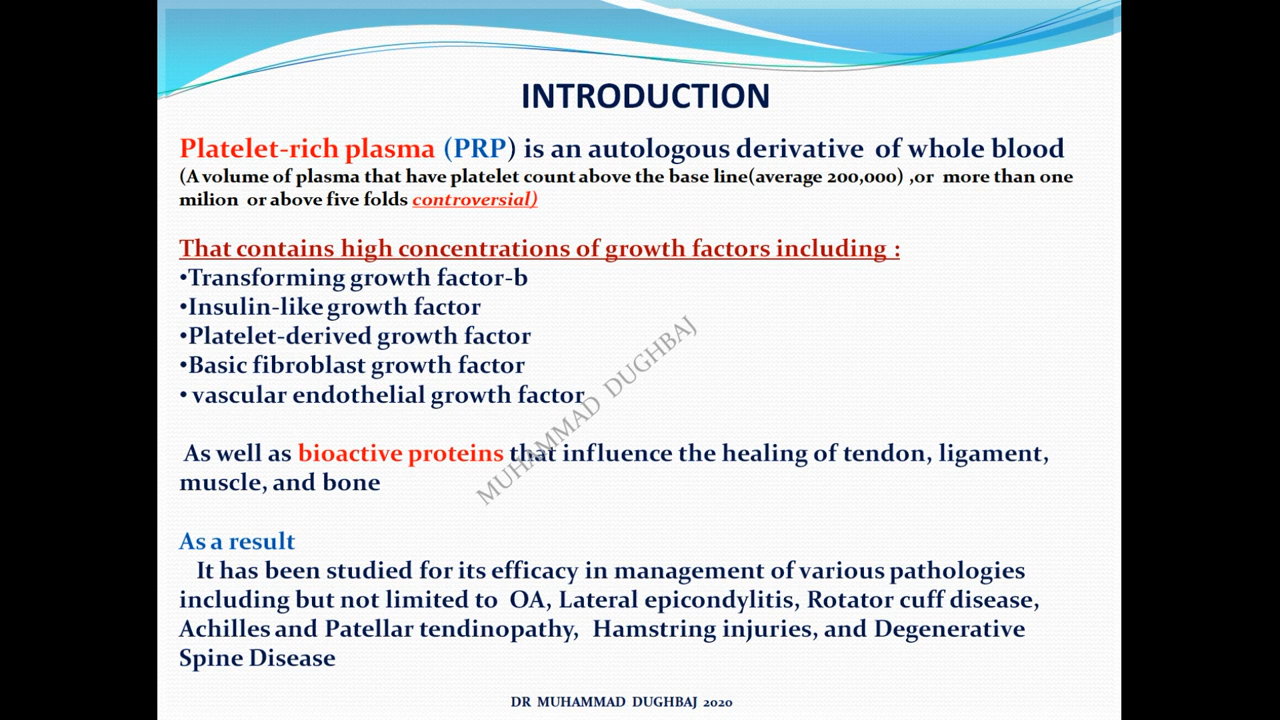 INTRODUCTION
Platelet-rich plasma (PRP) is an autologous derivative of whole blood
(A volume of plasma that have platelet count above the base line(average 200,000) ,or more than one
milion or above five folds controversial)
That contains high concentrations of growth factors including :
•Transforming growth factor-b
•Insulin-like growth factor
•Platelet-derived growth factor
•Basic fibroblast growth factor
• vascular endothelial growth factor
MUHAMMAD DUGHBAJ
As well as bioactive proteins that influence the healing of tendon, ligament,
muscle, and bone
As a result
It has been studied for its efficacy in management of various pathologies
including but not limited to OA, Lateral epicondylitis, Rotator cuff disease,
Achilles and Patellar tendinopathy, Hamstring injuries, and Degenerative
Spine Disease
DR MUHAMMAD DUGHBAJ 2020